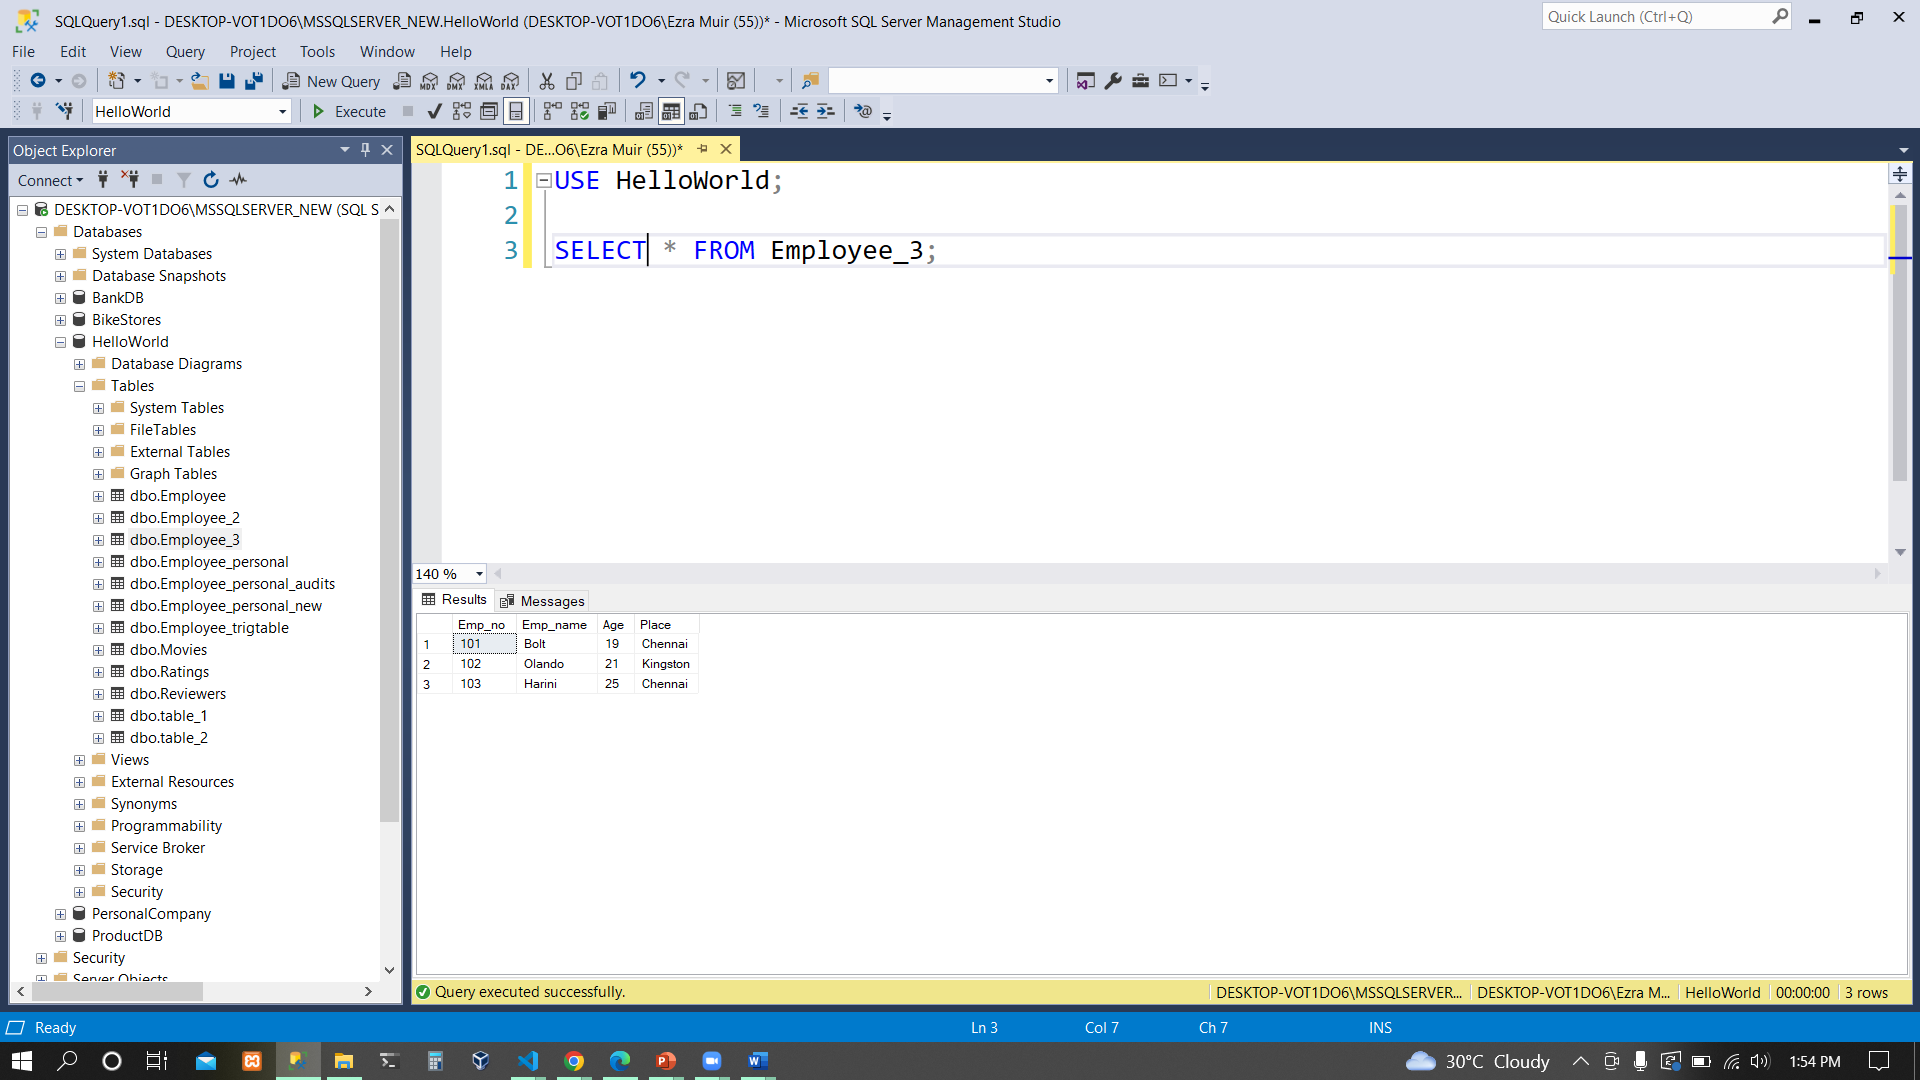 SQLQuery1.sql - DESKTOP-VOT1DO6\MSSQLSERVER_NEW.HelloWorld (DESKTOP-VOT1DO6\Ezra Muir (55))* - Microsoft SQL Server Management Studio
Quick Launch (Ctrl+Q)
File Edit View Query Project Tools Window Help
New Query MDX DMX XMLA DAX
HelloWorld Execute
Object Explorer
SQLQuery1.sql - DE...O6\Ezra Muir (55))*
Connect
DESKTOP-VOT1DO6\MSSQLSERVER_NEW (SQL S
Databases
System Databases
Database Snapshots
BankDB
BikeStores
HelloWorld
Database Diagrams
Tables
System Tables
FileTables
External Tables
Graph Tables
dbo.Employee
dbo.Employee_2
dbo.Employee_3
dbo.Employee_personal
dbo.Employee_personal_audits
dbo.Employee_personal_new
dbo.Employee_trigtable
dbo.Movies
dbo.Ratings
dbo.Reviewers
dbo.table_1
dbo.table_2
Views
External Resources
Synonyms
Programmability
Service Broker
Storage
Security
PersonalCompany
ProductDB
Security
Server Objects
1 USE HelloWorld;
2
3 SELECT * FROM Employee_3;
140 %
Results Messages
Emp_no Emp_name Age Place
1 101 Bolt 19 Chennai
2 102 Olando 21 Kingston
3 103 Harini 25 Chennai
Query executed successfully. DESKTOP-VOT1DO6\MSSQLSERVER... DESKTOP-VOT1DO6\Ezra M... HelloWorld 00:00:00 3 rows
Ready Ln 3 Col 7 Ch 7 INS
30°C Cloudy 1:54 PM